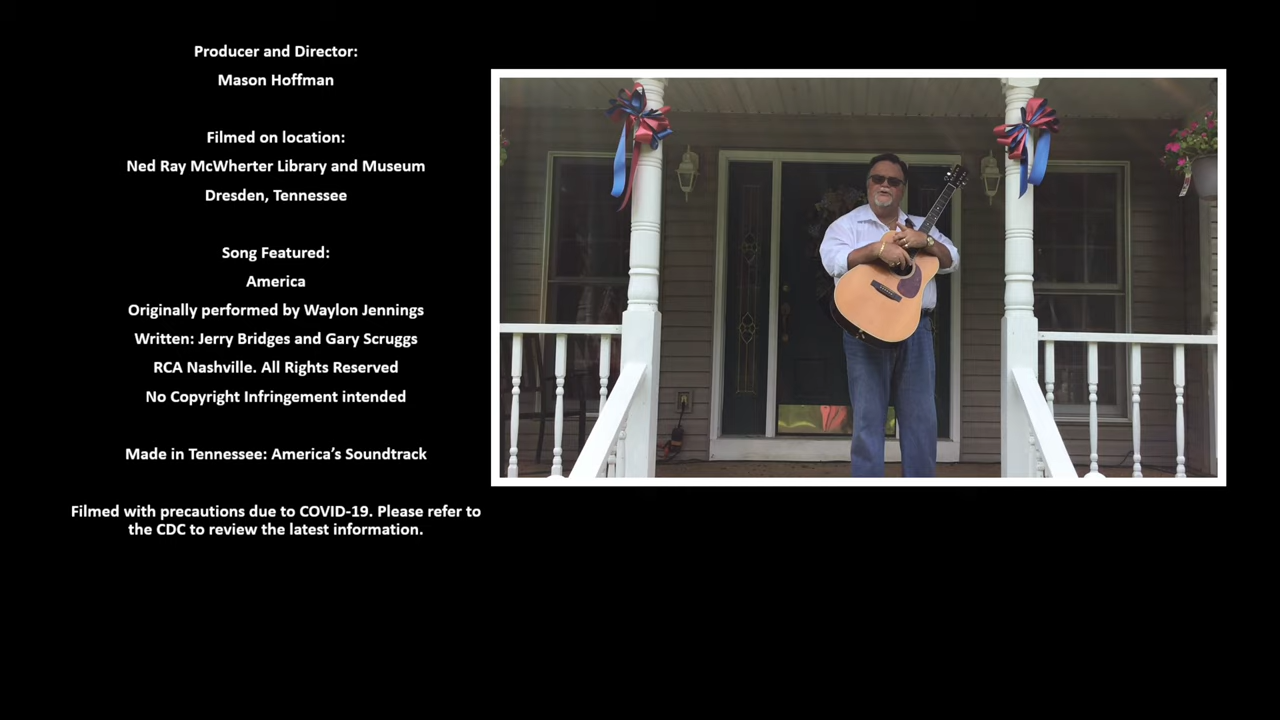 Producer and Director:
Mason Hoffman
Filmed on location:
Ned Ray McWherter Library and Museum
Dresden, Tennessee
Song Featured:
America
Originally performed by Waylon Jennings
Written: Jerry Bridges and Gary Scruggs
RCA Nashville. All Rights Reserved
No Copyright Infringement intended
Made in Tennessee: America’s Soundtrack
Filmed with precautions due to COVID-19. Please refer to
the CDC to review the latest information.